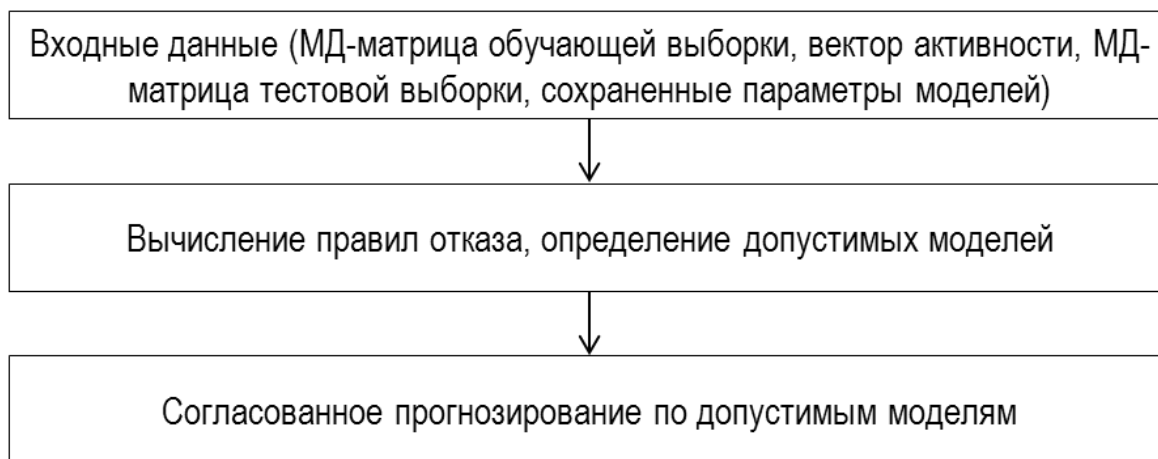 Входные данные (МД-матрица обучающей выборки, вектор активности, МД-
матрица тестовой выборки, сохраненные параметры моделей)
Вычисление правил отказа, определение допустимых моделей
Согласованное прогнозирование по допустимым моделям